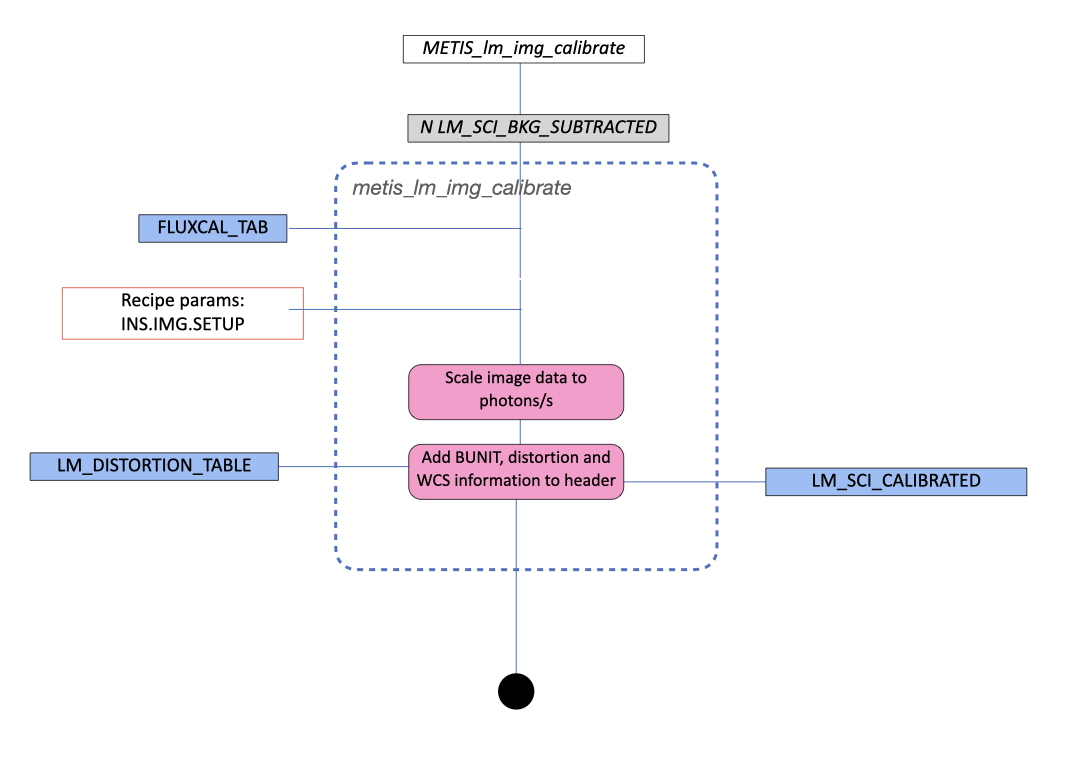 METIS_lm_img_calibrate
N LM_SCI_BKG_SUBTRACTED
metis_lm_img_calibrate
FLUXCAL_TAB
Recipe params:
INS.IMG.SETUP
Scale image data to
photons/s
LM_DISTORTION_TABLE
Add BUNIT, distortion and
WCS information to header
LM_SCI_CALIBRATED